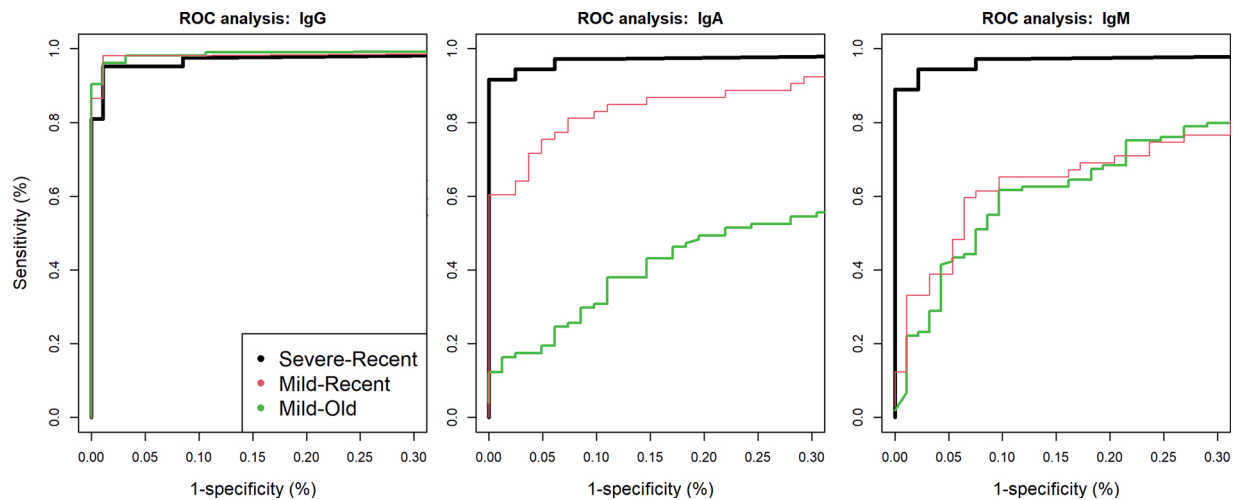 ROC analysis:  IgG
Sensitivity (%)
1.0
0.8
0.6
0.4
0.2
0.0
Severe-Recent
Mild-Recent
Mild-Old
0.00 0.05 0.10 0.15 0.20 0.25 0.30
1-specificity (%)
ROC analysis:  IgA
1.0
0.8
0.6
0.4
0.2
0.0
0.00 0.05 0.10 0.15 0.20 0.25 0.30
1-specificity (%)
ROC analysis:  IgM
1.0
0.8
0.6
0.4
0.2
0.0
0.00 0.05 0.10 0.15 0.20 0.25 0.30
1-specificity (%)